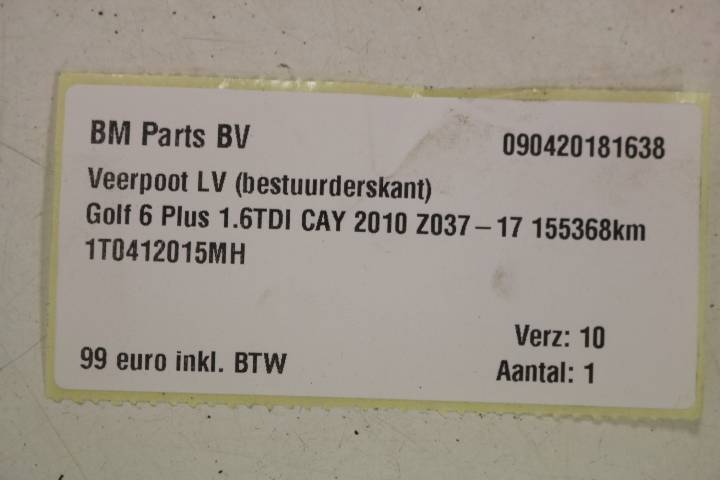 BM Parts BV 090420181638
Veerpoot LV (bestuurderskant)
Golf 6 Plus 1.6TDI CAY 2010 Z037-17 155368km
1T0412015MH
Verz: 10
99 euro inkl. BTW Aantal: 1